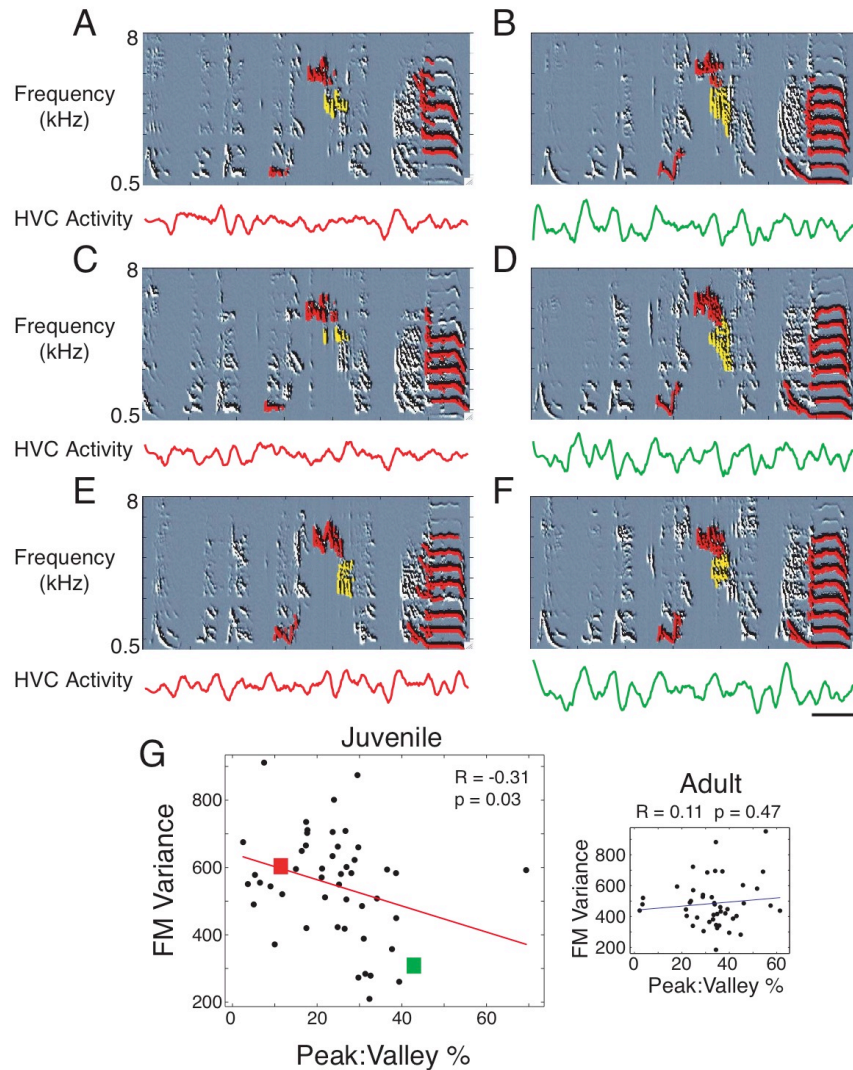 A
B
8
Frequency
(kHz)
0.5
HVC Activity
C
D
8
Frequency
(kHz)
0.5
HVC Activity
E
F
8
Frequency
(kHz)
0.5
HVC Activity
G
Juvenile
R = -0.31
p = 0.03
FM Variance
800
600
400
200
0 20 40 60
Peak:Valley %
Adult
R = 0.11 p = 0.47
FM Variance
800
600
400
200
0 20 40 60
Peak:Valley %